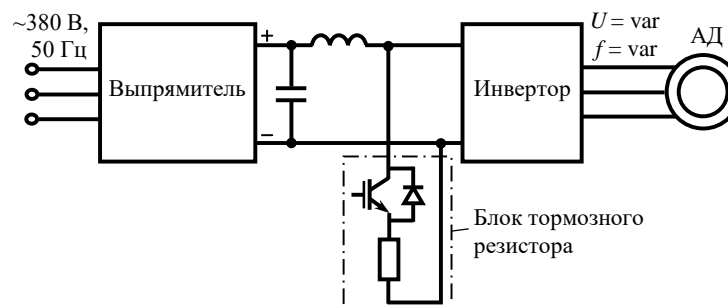 ~380 В,
50 Гц
U = var
f = var
АД
+
Выпрямитель
Инвертор
–
Блок тормозного
резистора